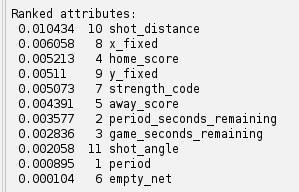 Ranked attributes:
0.010434 10 shot_distance
0.006058 8 x_fixed
0.005213 4 home_score
0.00511 9 y_fixed
0.005073 7 strength_code
0.004391 5 away_score
0.003577 2 period_seconds_remaining
0.002836 3 game_seconds_remaining
0.002058 11 shot_angle
0.000895 1 period
0.000104 6 empty_net